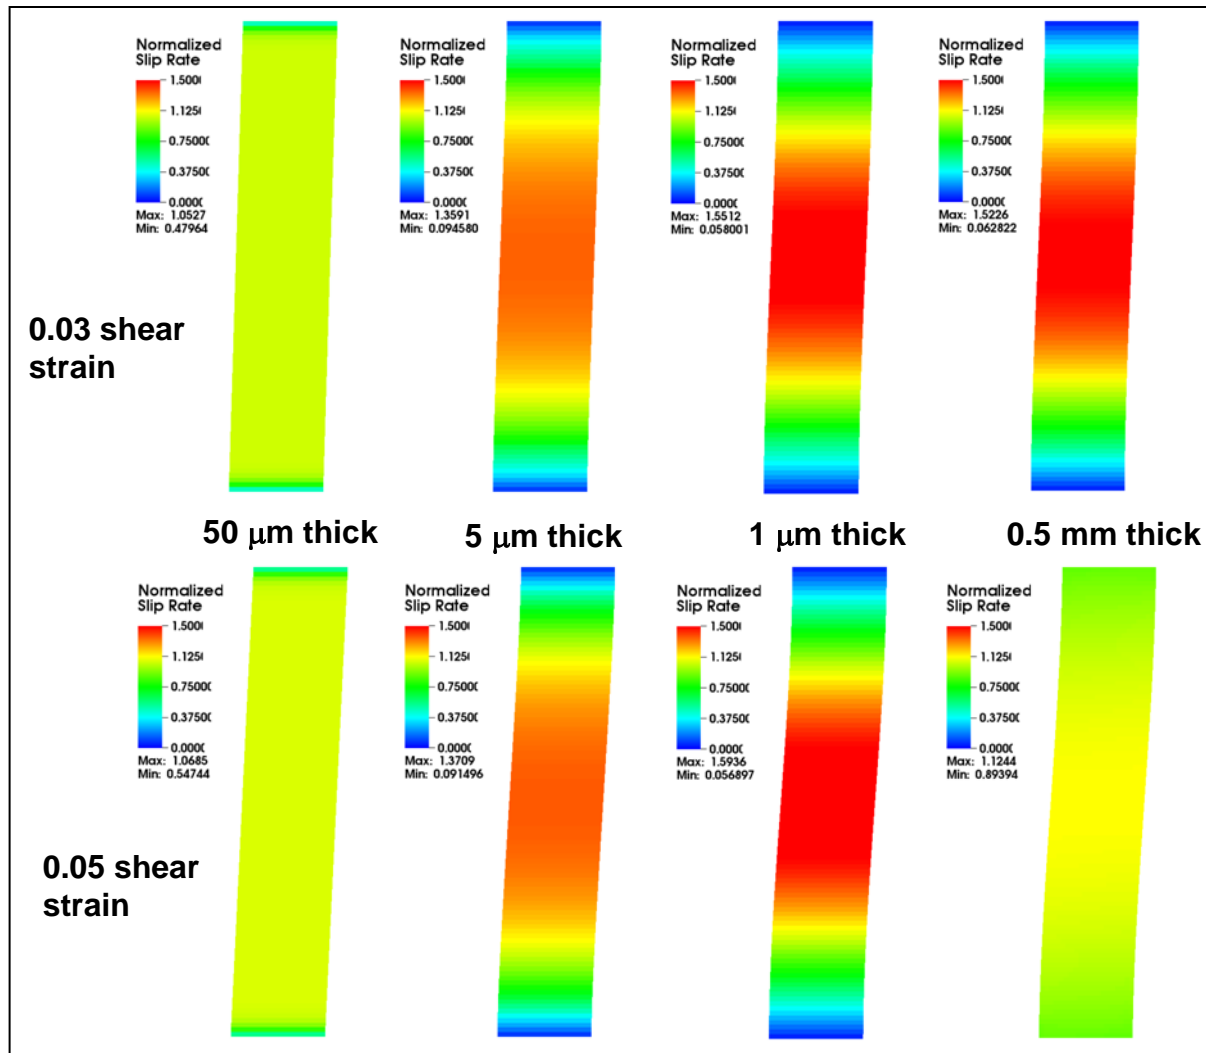 Normalized
Slip Rate
1.500(
1.125(
0.7500(
0.3750(
0.000(
Max: 1.0527
Min: 0.47964
Normalized
Slip Rate
1.500(
1.125(
0.7500(
0.3750(
0.000(
Max: 1.3591
Min: 0.094580
Normalized
Slip Rate
1.500(
1.125(
0.7500(
0.3750(
0.000(
Max: 1.5512
Min: 0.058001
Normalized
Slip Rate
1.500(
1.125(
0.7500(
0.3750(
0.000(
Max: 1.5226
Min: 0.062822
0.03 shear
strain
50 μm thick
5 μm thick
1 μm thick
0.5 mm thick
Normalized
Slip Rate
1.500(
1.125(
0.7500(
0.3750(
0.000(
Max: 1.0685
Min: 0.54744
Normalized
Slip Rate
1.500(
1.125(
0.7500(
0.3750(
0.000(
Max: 1.3709
Min: 0.091496
Normalized
Slip Rate
1.500(
1.125(
0.7500(
0.3750(
0.000(
Max: 1.5936
Min: 0.056897
Normalized
Slip Rate
1.500(
1.125(
0.7500(
0.3750(
0.000(
Max: 1.1244
Min: 0.89394
0.05 shear
strain